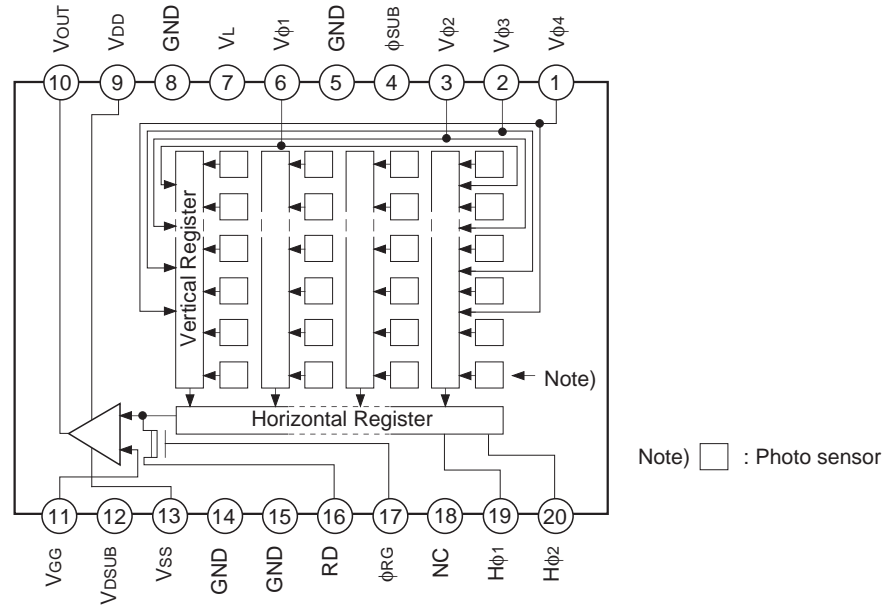 VOUT
VDD
GND
VL
Vϕ1
GND
ϕSUB
Vϕ2
Vϕ3
Vϕ4
10
9
8
7
6
5
4
3
2
1
Vertical Register
Note)
Horizontal Register
Note) : Photo sensor
11
12
13
14
15
16
17
18
19
20
VGG
VDSUB
VSS
GND
GND
RD
ϕRG
NC
Hϕ1
Hϕ2